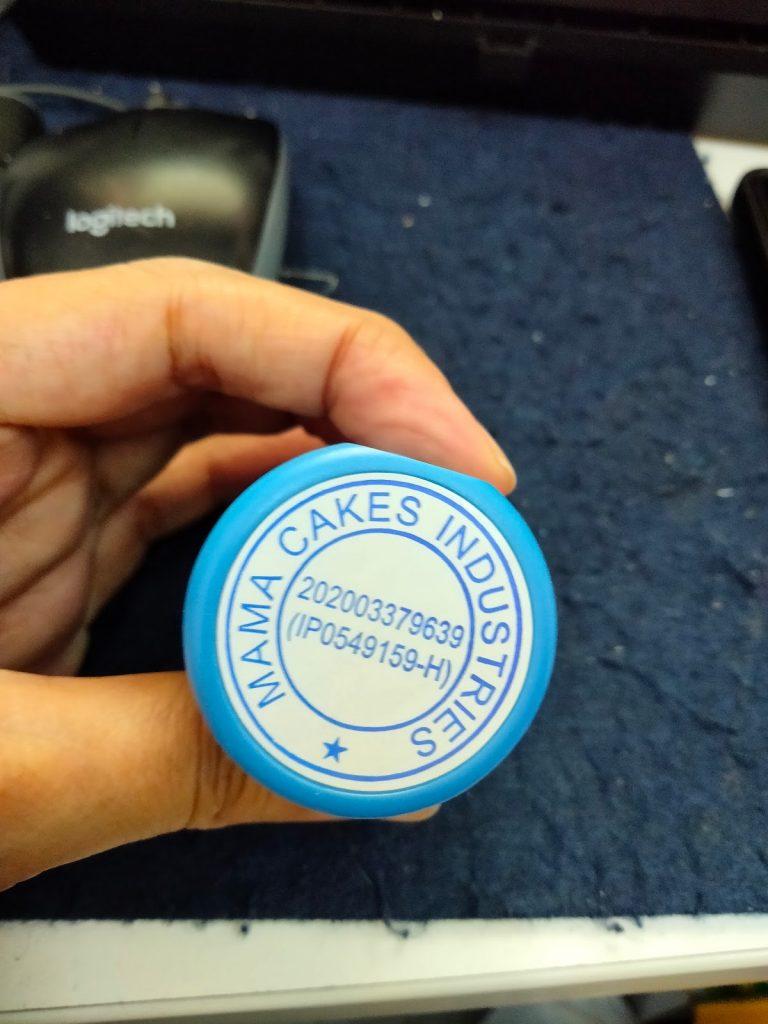 logitech
MAMA CAKES INDUSTRIES
202003379639
(IP0549159-H)